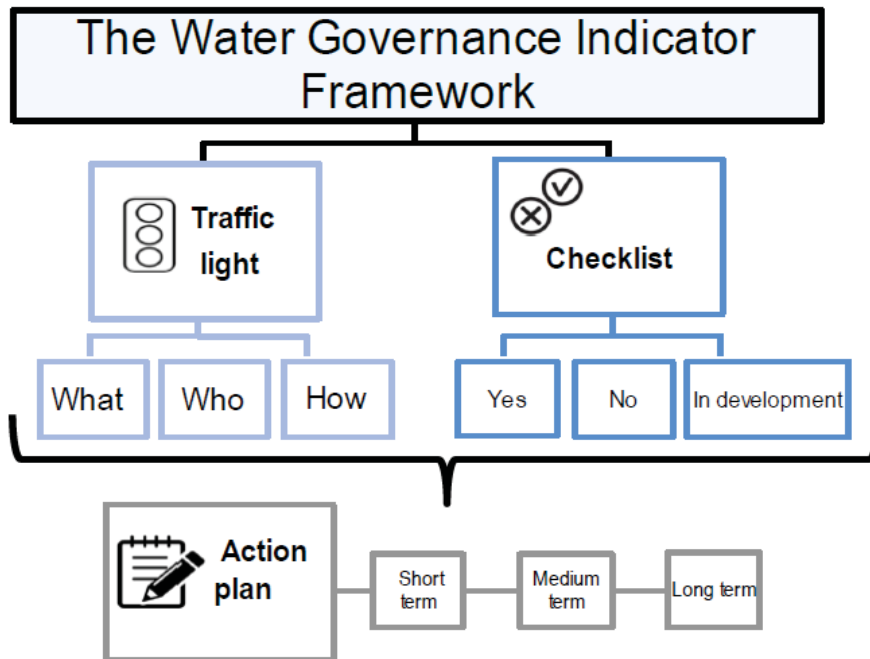 The Water Governance Indicator
Framework
Traffic
light
Checklist
What
Who
How
Yes
No
In development
Action
plan
Short
term
Medium
term
Long term